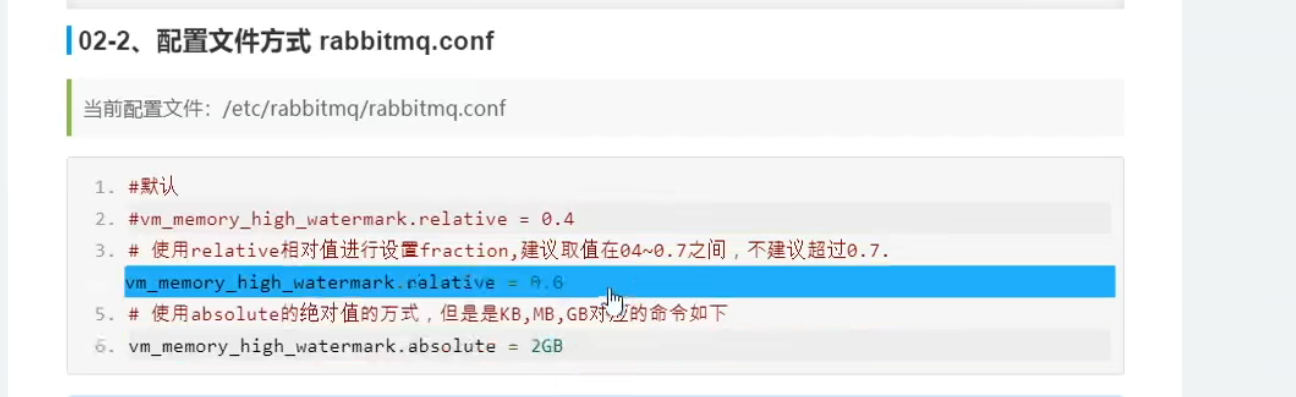 02-2、配置文件方式 rabbitmq.conf
当前配置文件：/etc/rabbitmq/rabbitmq.conf
1. #默认
2. #vm_memory_high_watermark.relative = 0.4
3. # 使用relative相对值进行设置fraction,建议取值在04~0.7之间，不建议超过0.7.
vm_memory_high_watermark.relative = 0.6
5. # 使用absolute的绝对值的方式，但是是KB,MB,GB对应的命令如下
6. vm_memory_high_watermark.absolute = 2GB